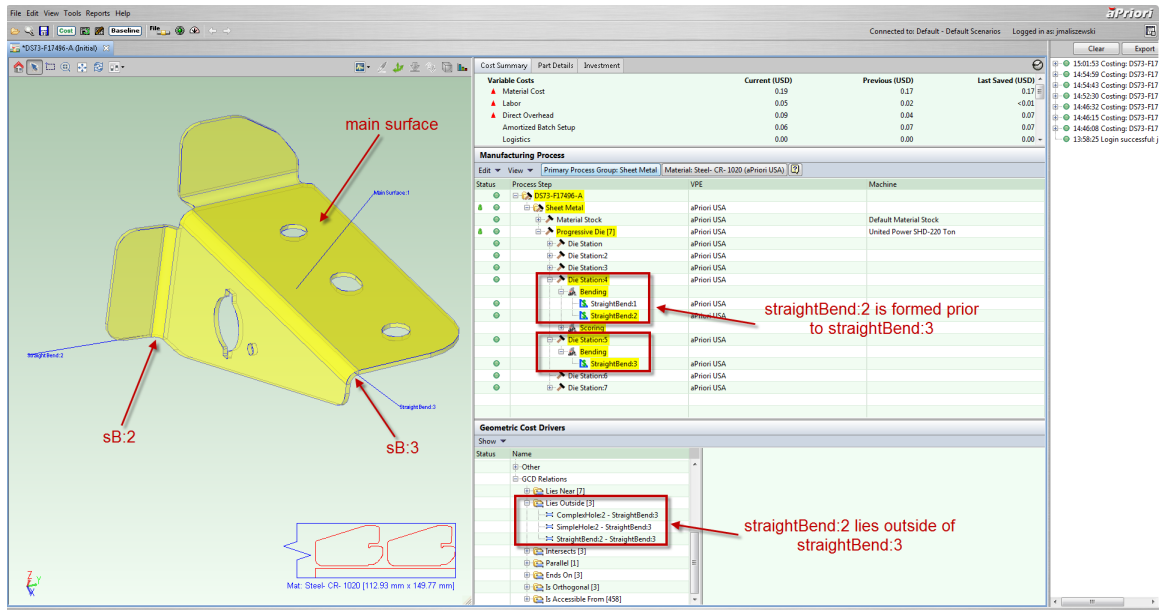 File Edit View Tools Reports Help
aPriori
Cost Baseline File
Connected to: Default - Default Scenarios Logged in as: jmaliszewski
*DS73-F17496-A (Initial)
Clear Export
15:01:53 Costing: DS73-F17
14:54:59 Costing: DS73-F17
14:54:43 Costing: DS73-F17
14:52:30 Costing: DS73-F17
14:46:32 Costing: DS73-F17
14:46:15 Costing: DS73-F17
14:46:08 Costing: DS73-F17
13:58:25 Login successful: j
main surface
Main Surface:1
StraightBend:2
StraightBend:3
sB:2
sB:3
Mat: Steel- CR- 1020 [112.93 mm x 149.77 mm]
Z
Y
Cost Summary Part Details Investment
Variable Costs Current (USD) Previous (USD) Last Saved (USD)
Material Cost 0.19 0.17 0.17
Labor 0.05 0.02 <0.01
Direct Overhead 0.09 0.04 0.07
Amortized Batch Setup 0.06 0.07 0.07
Logistics 0.00 0.00 0.00
Manufacturing Process
Edit View Primary Process Group: Sheet Metal Material: Steel- CR- 1020 (aPriori USA)
Status Process Step VPE Machine
DS73-F17496-A
Sheet Metal aPriori USA
Material Stock aPriori USA Default Material Stock
Progressive Die [7] aPriori USA United Power SHD-220 Ton
Die Station aPriori USA
Die Station:2 aPriori USA
Die Station:3 aPriori USA
Die Station:4 aPriori USA
Bending
StraightBend:1 aPriori USA
StraightBend:2 aPriori USA
Scoring
Die Station:5 aPriori USA
Bending
StraightBend:3 aPriori USA
Die Station:6 aPriori USA
Die Station:7 aPriori USA
straightBend:2 is formed prior
to straightBend:3
Geometric Cost Drivers
Show
Status Name
Other
GCD Relations
Lies Near [7]
Lies Outside [3]
ComplexHole:2 - StraightBend:3
SimpleHole:2 - StraightBend:3
StraightBend:2 - StraightBend:3
Intersects [3]
Parallel [1]
Ends On [3]
Is Orthogonal [3]
Is Accessible From [458]
straightBend:2 lies outside of
straightBend:3